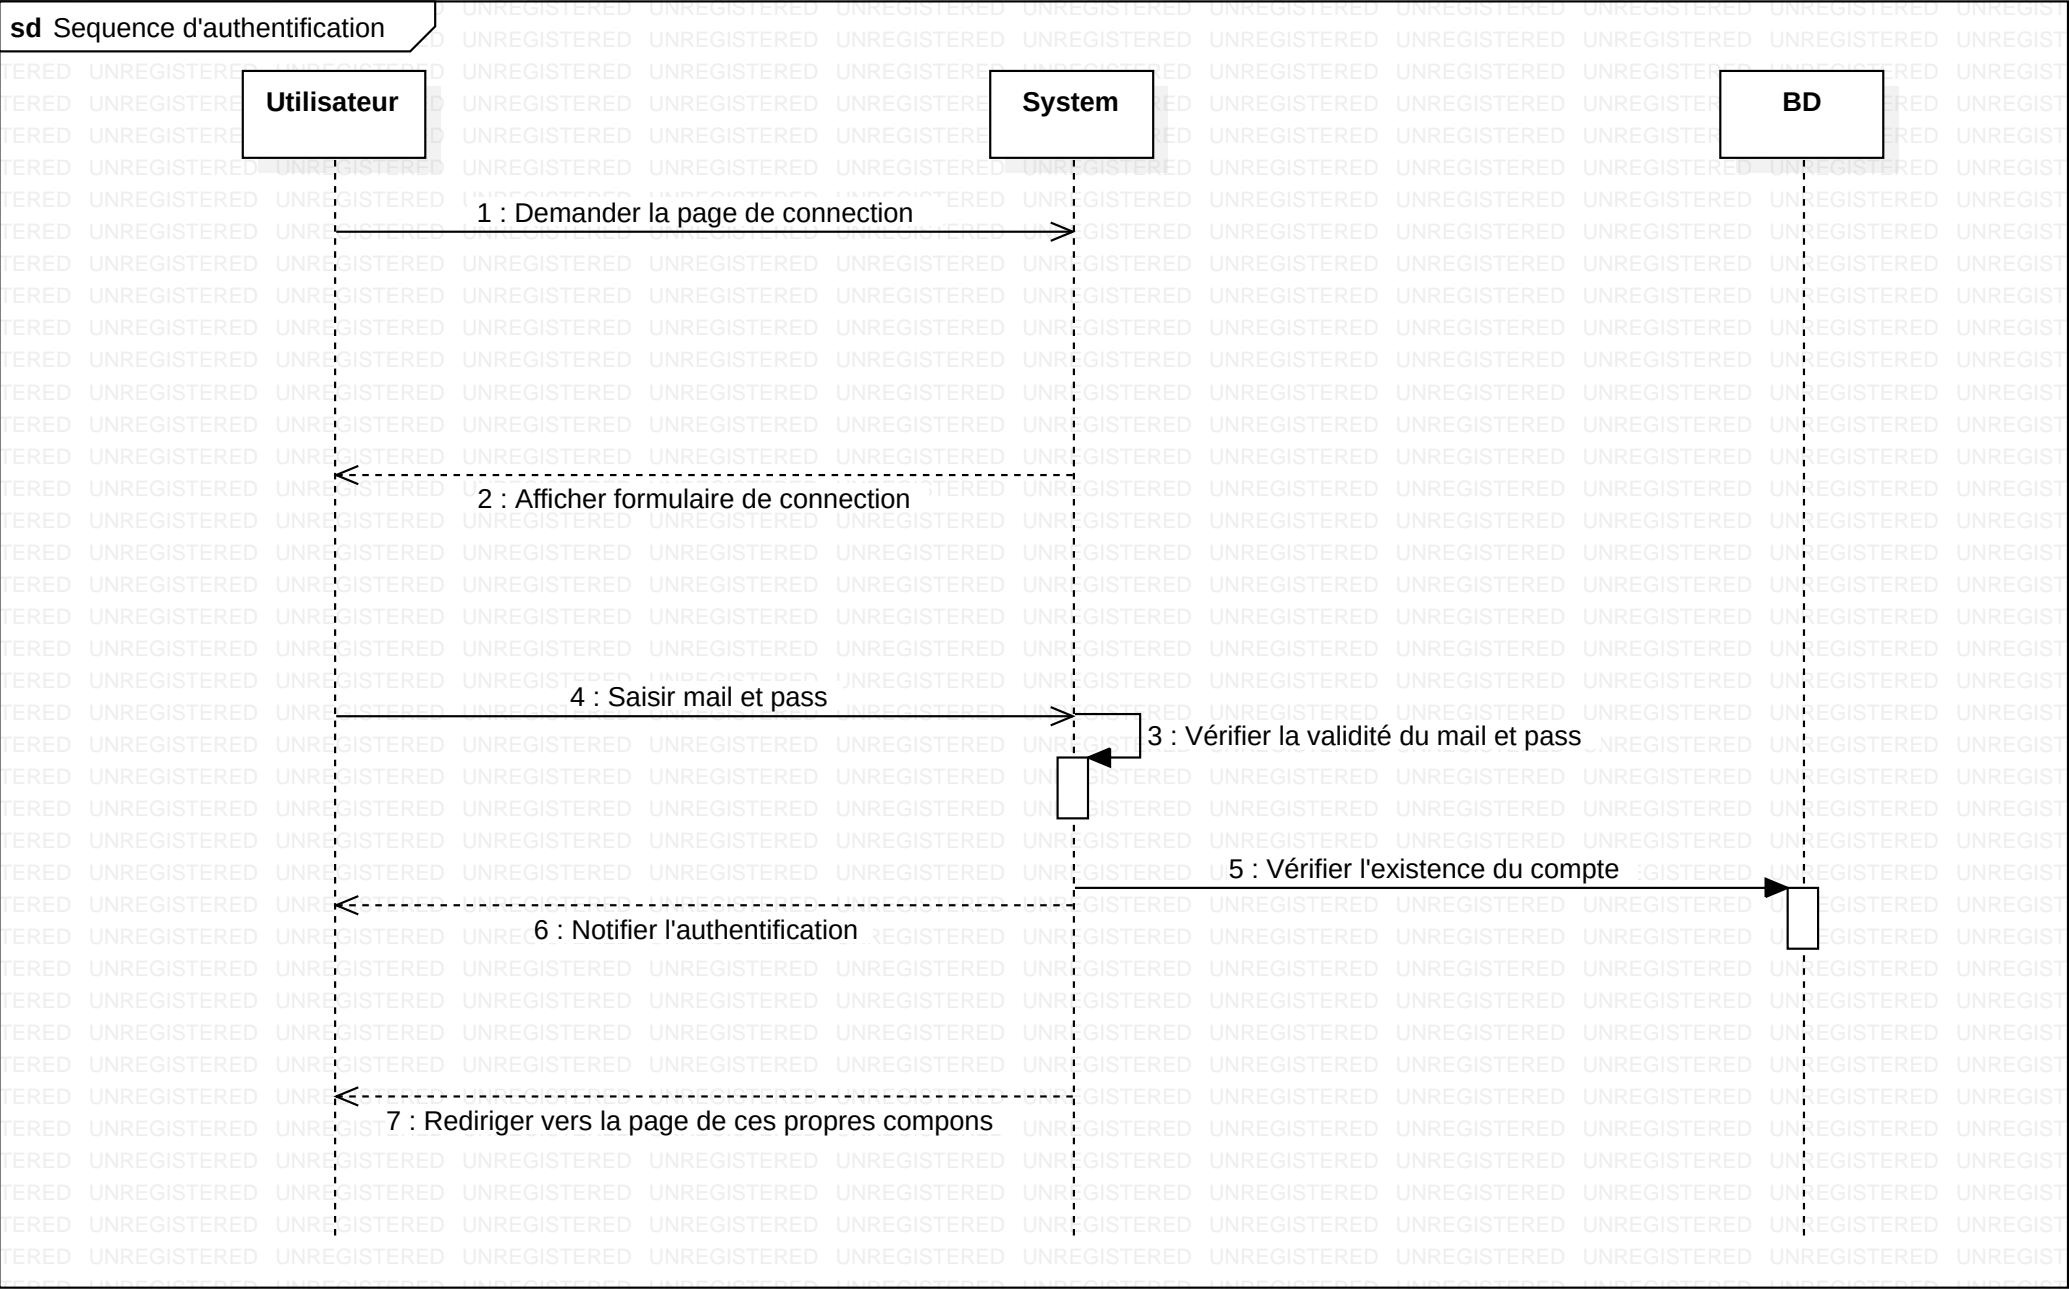 sd Sequence d'authentification
Utilisateur
System
BD
1 : Demander la page de connection
2 : Afficher formulaire de connection
4 : Saisir mail et pass
3 : Vérifier la validité du mail et pass
5 : Vérifier l'existence du compte
6 : Notifier l'authentification
7 : Rediriger vers la page de ces propres compons
UNREGISTERED